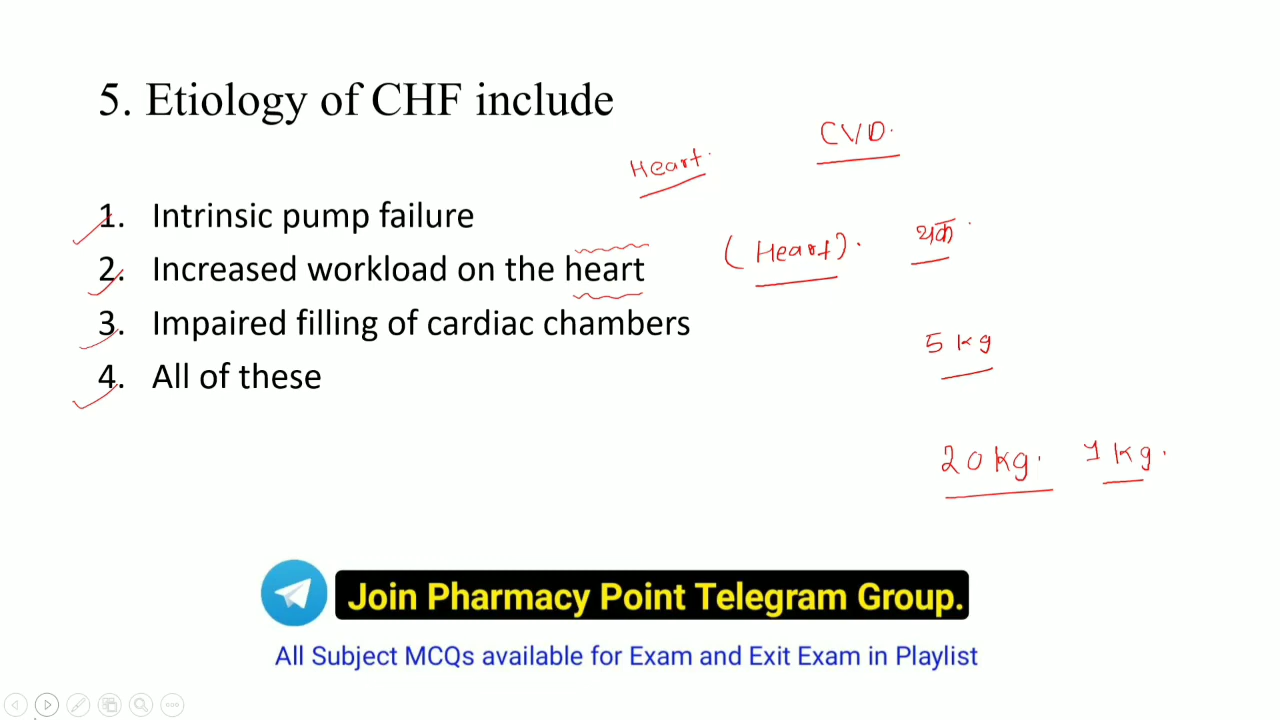 5. Etiology of CHF include
CVD.
Heart.
1. Intrinsic pump failure
2. Increased workload on the heart
(Heart).
थक
3. Impaired filling of cardiac chambers
5 kg
4. All of these
20 kg. 1 kg.
Join Pharmacy Point Telegram Group.
All Subject MCQs available for Exam and Exit Exam in Playlist